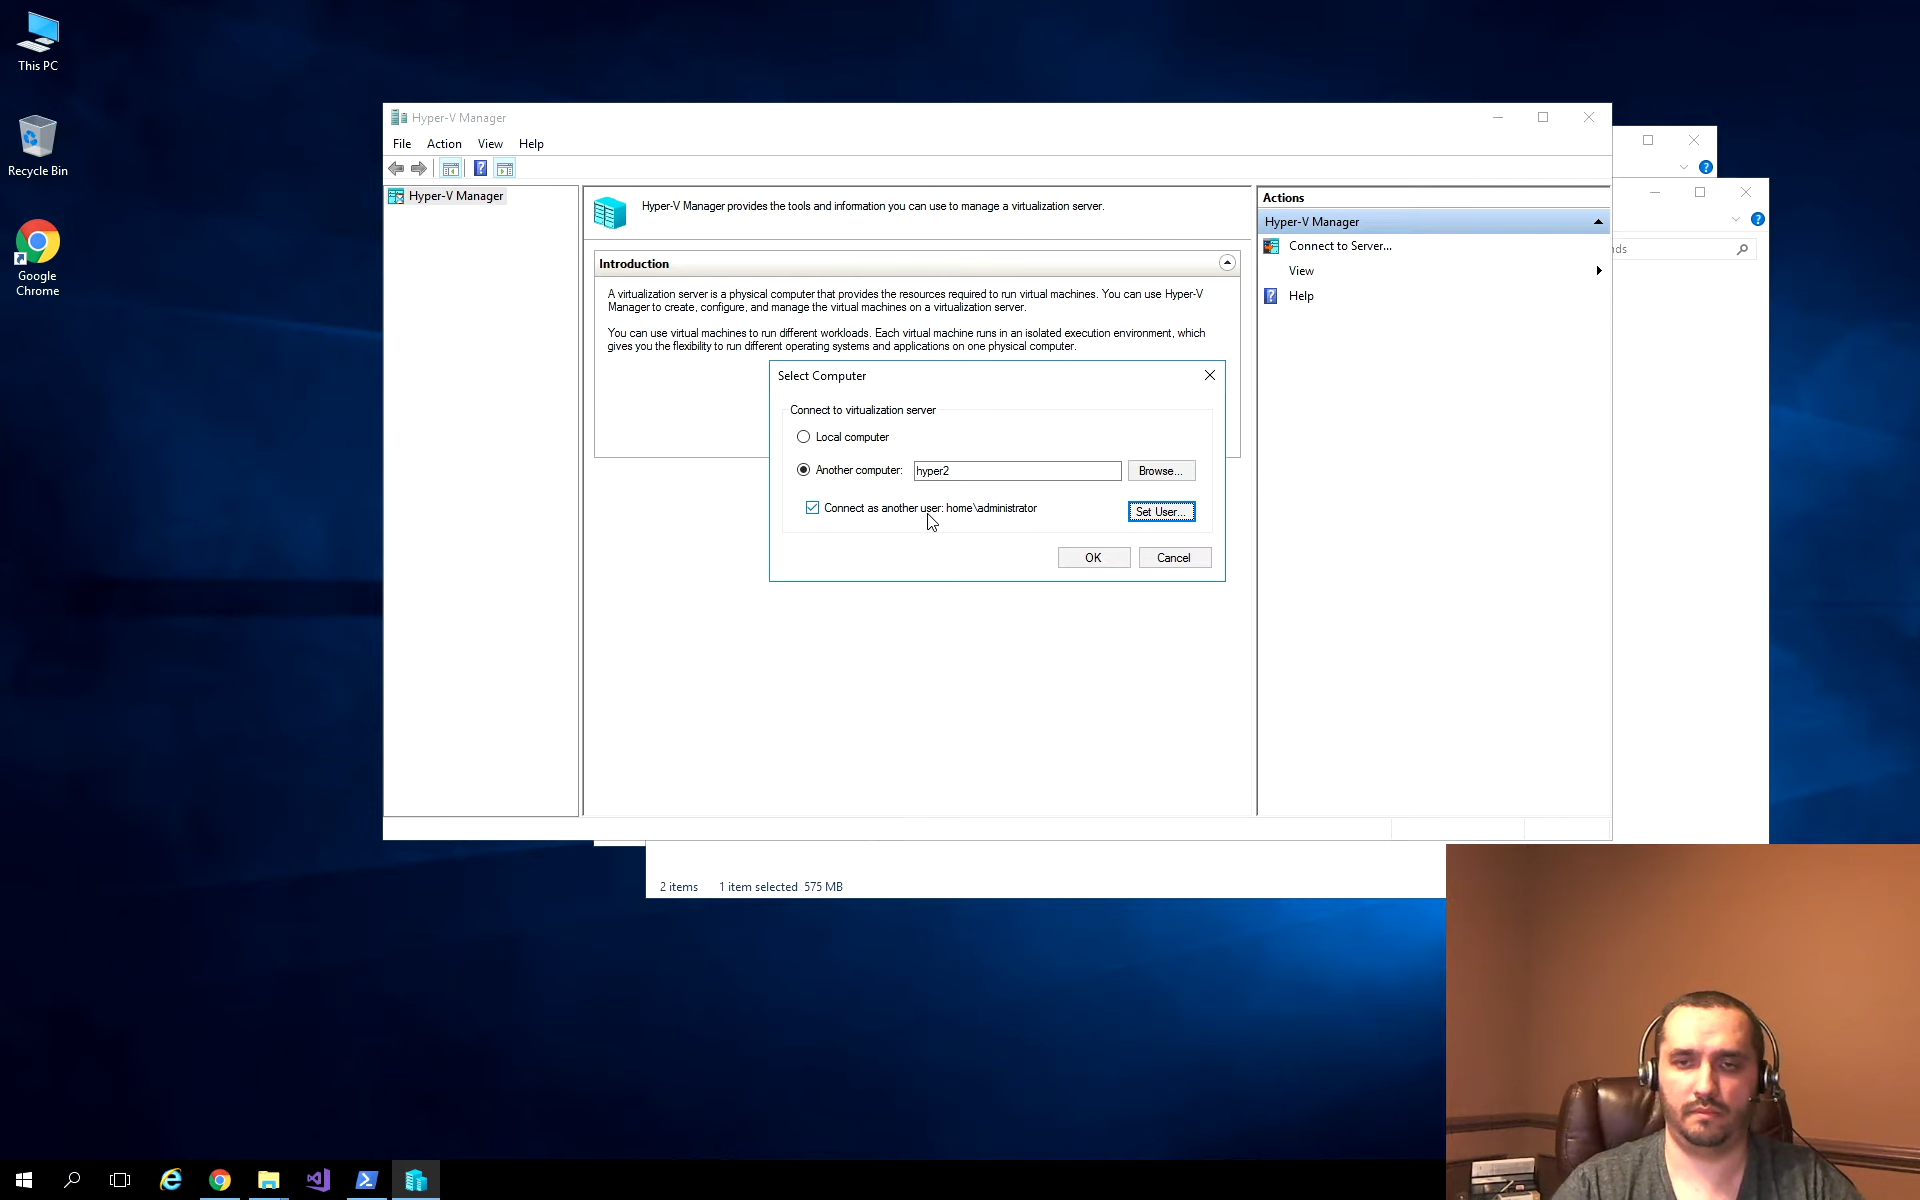 This PC
Recycle Bin
Google
Chrome
Hyper-V Manager
File Action View Help
Hyper-V Manager
Hyper-V Manager provides the tools and information you can use to manage a virtualization server.
Introduction
A virtualization server is a physical computer that provides the resources required to run virtual machines. You can use Hyper-V
Manager to create, configure, and manage the virtual machines on a virtualization server.
You can use virtual machines to run different workloads. Each virtual machine runs in an isolated execution environment, which
gives you the flexibility to run different operating systems and applications on one physical computer.
Select Computer
Connect to virtualization server
Local computer
Another computer: hyper2 Browse...
Connect as another user: home\administrator Set User...
OK Cancel
Actions
Hyper-V Manager
Connect to Server...
View
Help
2 items 1 item selected 575 MB